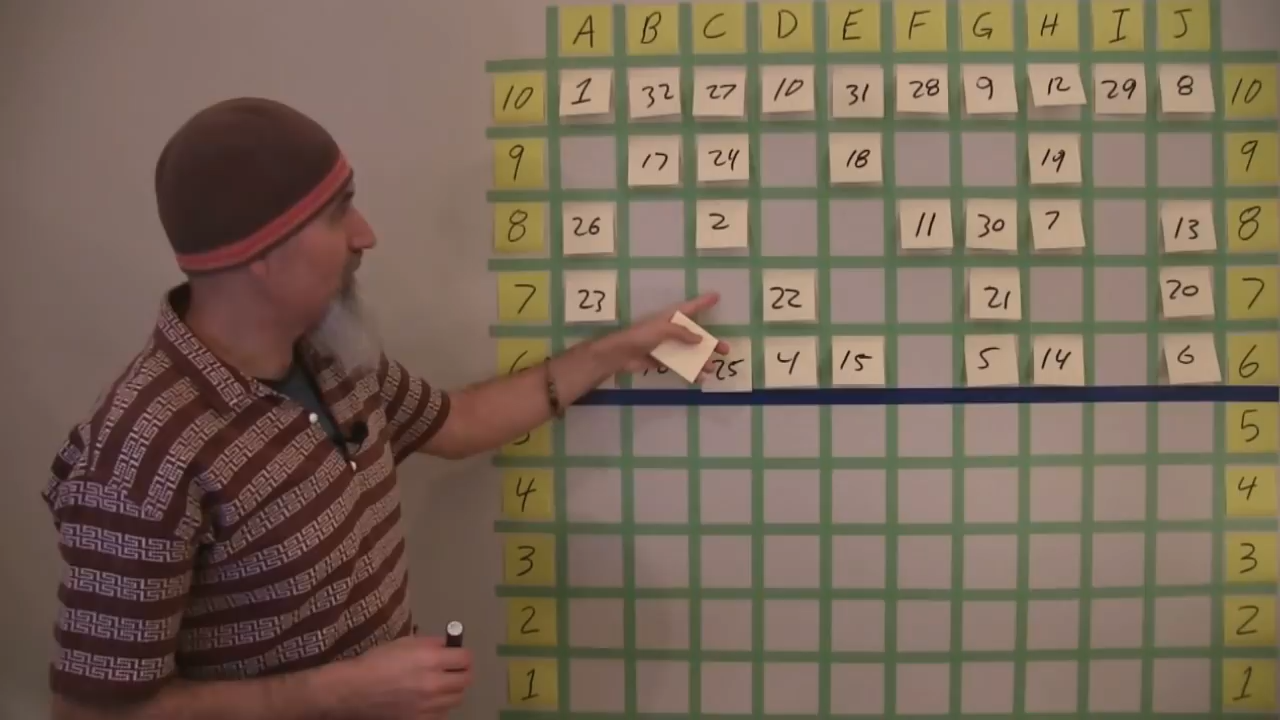 A B C D E F G H I J
10 1 32 27 10 31 28 9 12 29 8 10
9 17 24 18 19 9
8 26 2 11 30 7 13 8
7 23 22 21 20 7
25 4 15 5 14 6 6
5
4 4
3 3
2 2
1 1